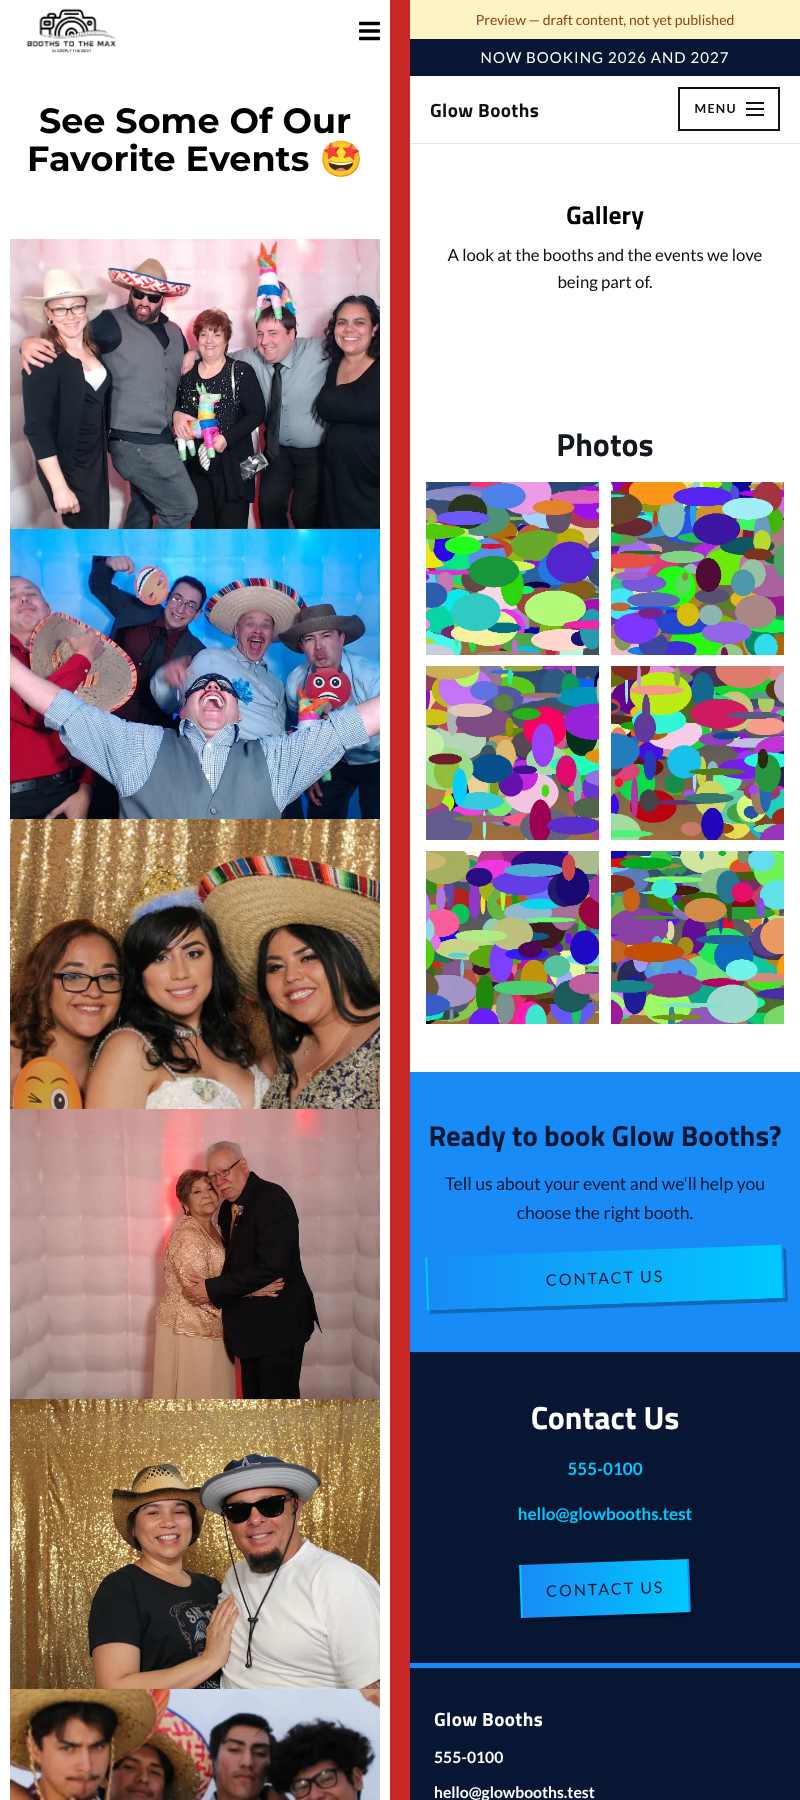 BOOTHS TO THE MAX
See Some Of Our
Favorite Events 🤩
Preview — draft content, not yet published
NOW BOOKING 2026 AND 2027
Glow Booths
MENU
Gallery
A look at the booths and the events we love
being part of.
Photos
Ready to book Glow Booths?
Tell us about your event and we'll help you
choose the right booth.
CONTACT US
Contact Us
555-0100
hello@glowbooths.test
CONTACT US
Glow Booths
555-0100
hello@glowbooths.test